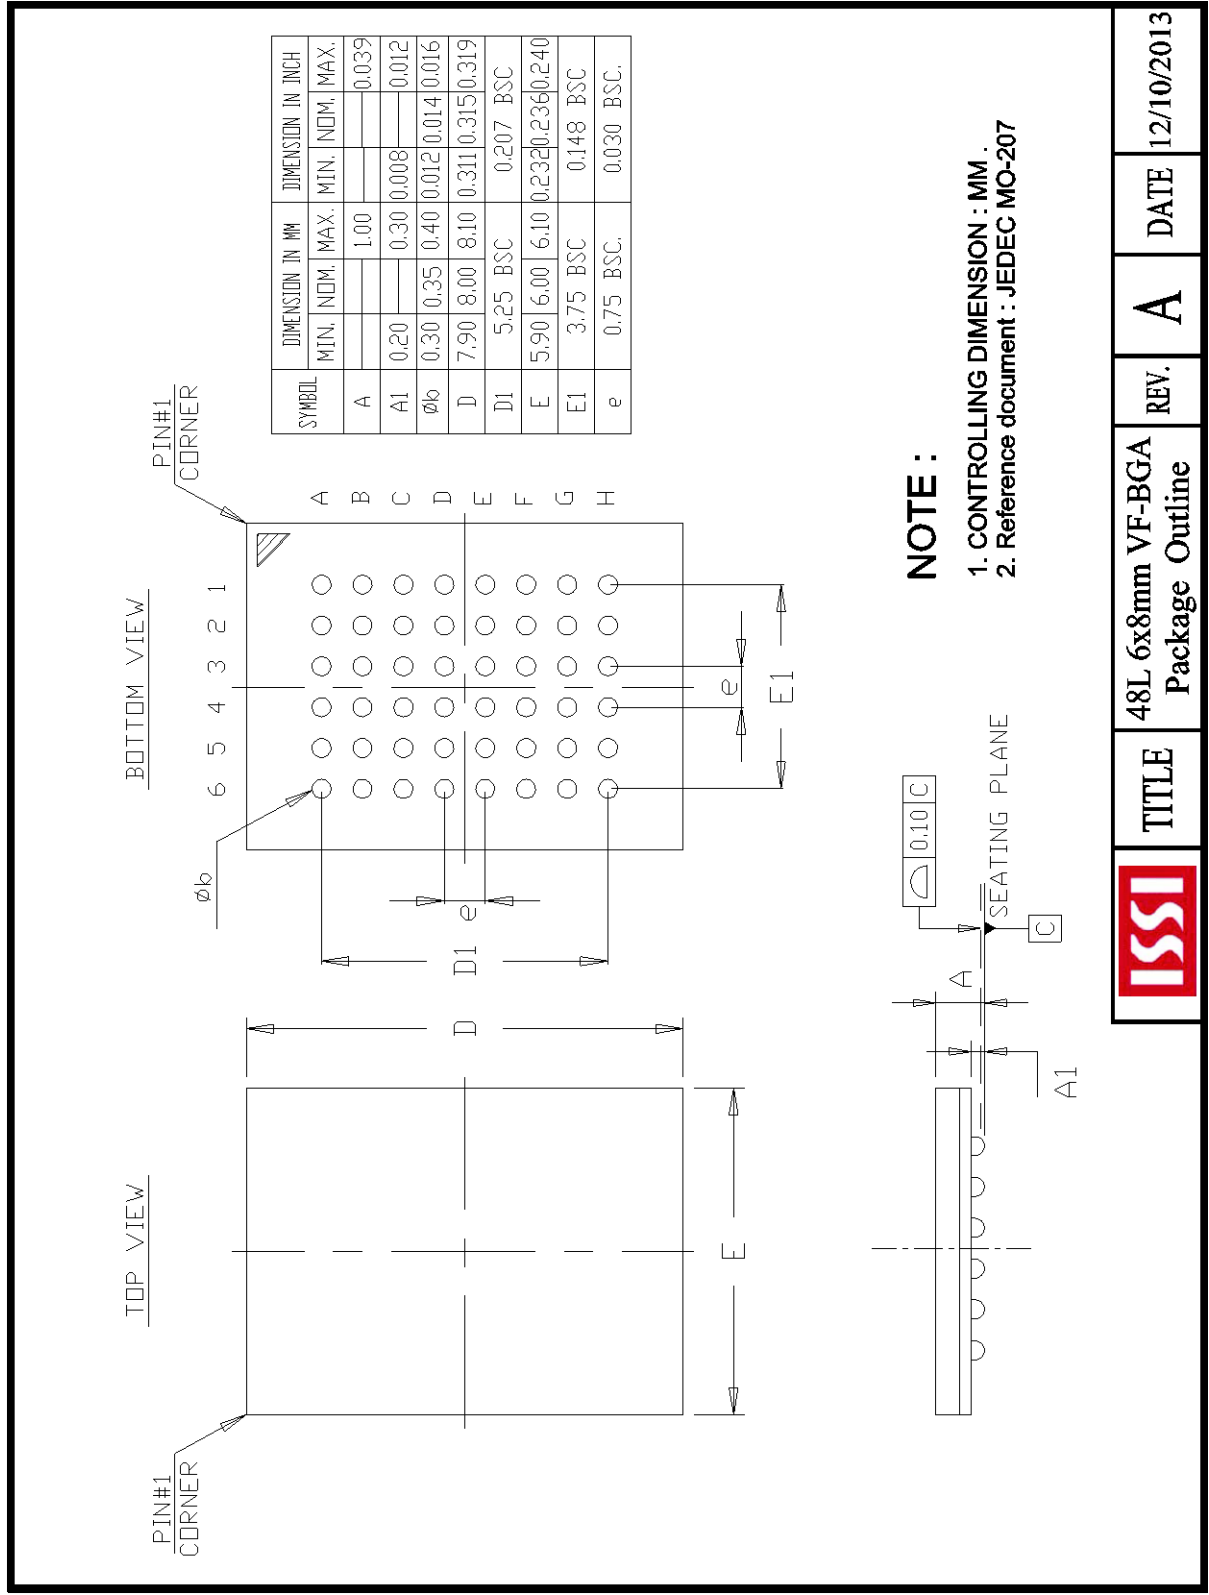 TOP VIEW
BOTTOM VIEW
PIN#1
CORNER
PIN#1
CORNER
Øb
6 5 4 3 2 1
A
B
C
D
E
F
G
H
D
D1
e
e
E1
E
SYMBOL DIMENSION IN MM DIMENSION IN INCH
MIN. NOM. MAX. MIN. NOM. MAX.
A 1.00 0.039
A1 0.20 0.30 0.008 0.012
Øb 0.30 0.35 0.40 0.012 0.014 0.016
D 7.90 8.00 8.10 0.311 0.315 0.319
D1 5.25 BSC 0.207 BSC
E 5.90 6.00 6.10 0.232 0.236 0.240
E1 3.75 BSC 0.148 BSC
e 0.75 BSC. 0.030 BSC.
A
A1
0.10 C
SEATING PLANE
C
NOTE :
1. CONTROLLING DIMENSION : MM .
2. Reference document : JEDEC MO-207
ISSI
TITLE
48L 6x8mm VF-BGA
Package Outline
REV.
A
DATE
12/10/2013